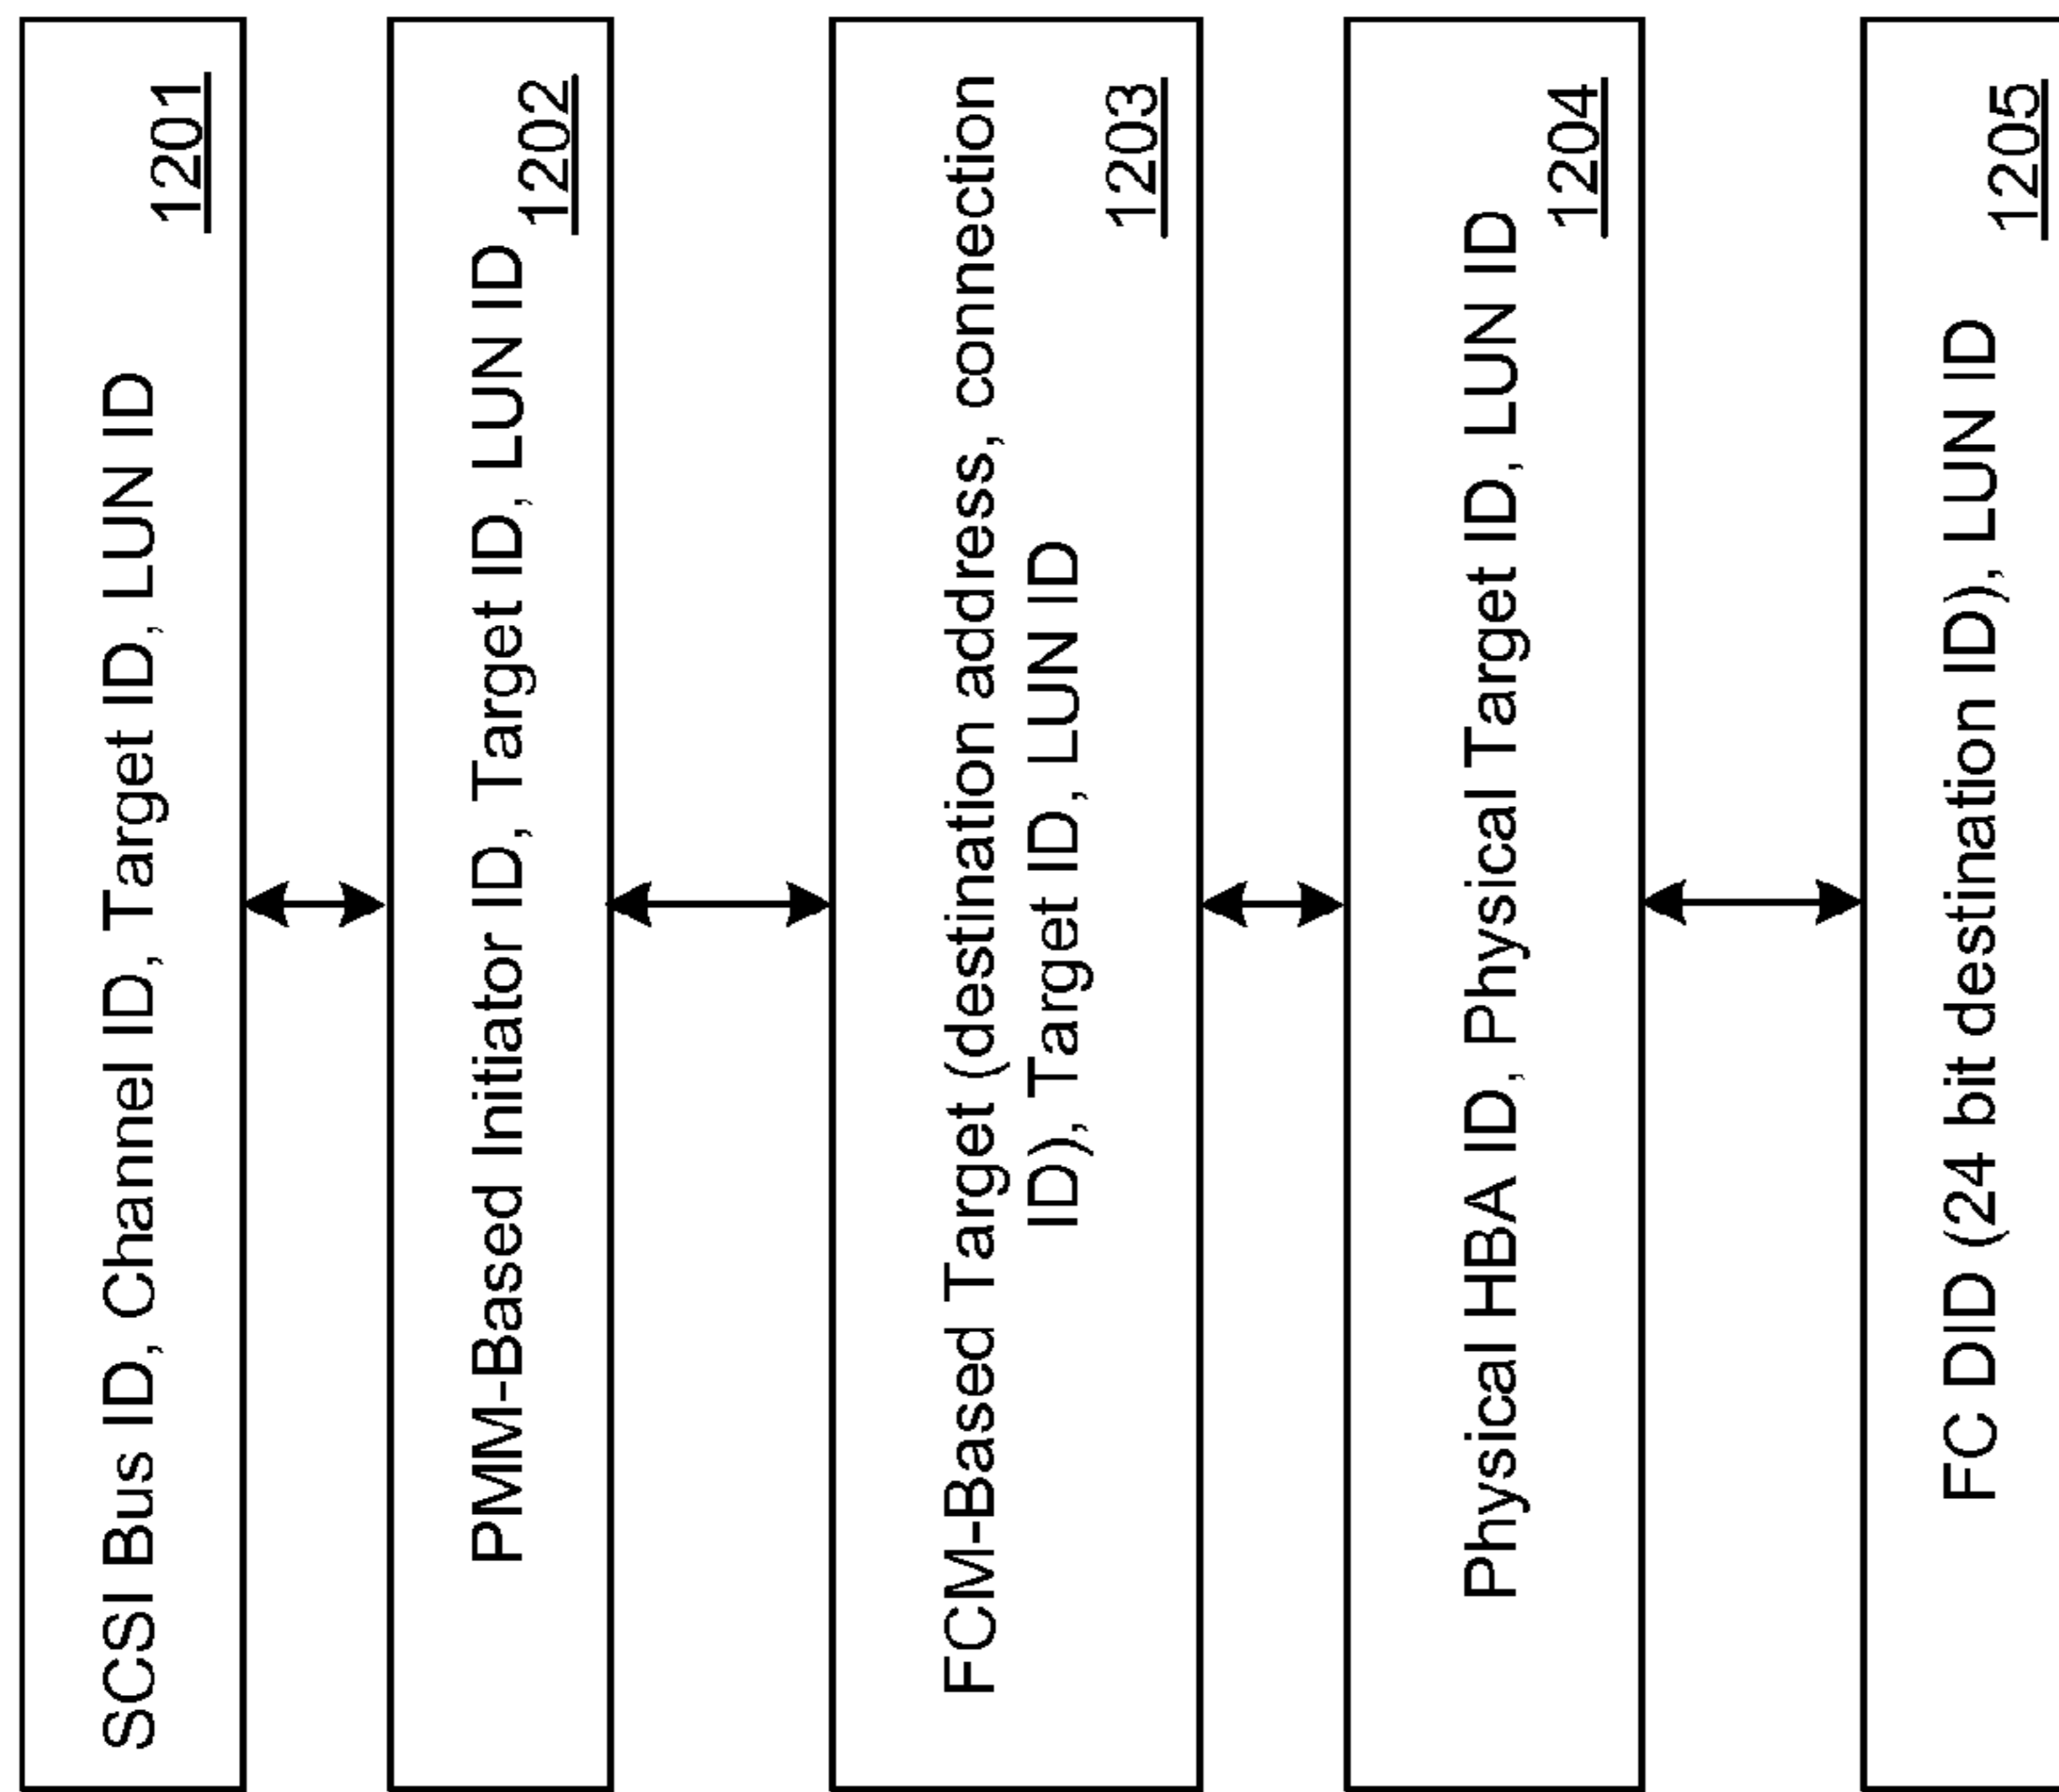 SCSI Bus ID, Channel ID, Target ID, LUN ID
1201
PMM-Based Initiator ID, Target ID, LUN ID
1202
FCM-Based Target (destination address, connection
ID), Target ID, LUN ID
1203
Physical HBA ID, Physical Target ID, LUN ID
1204
FC DID (24 bit destination ID), LUN ID
1205